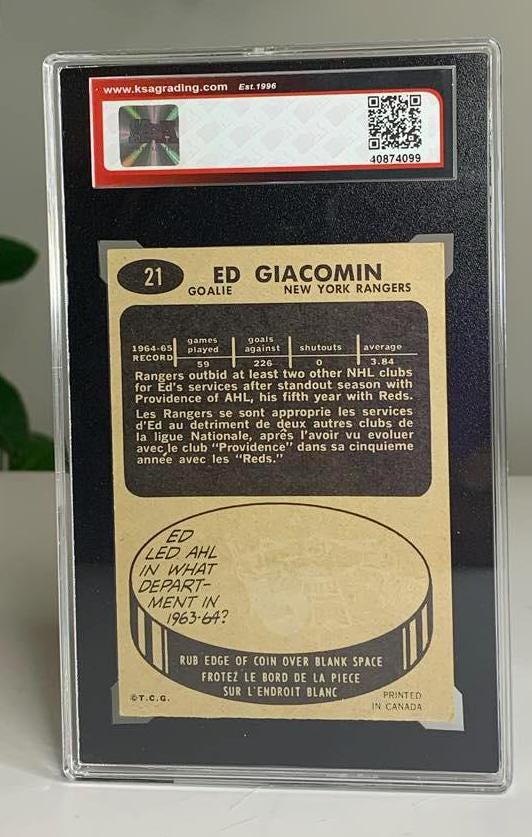 www.ksagrading.com Est.1996
40874099
21 ED GIACOMIN
GOALIE NEW YORK RANGERS
1964-65 RECORD games played goals against shutouts average
59 226 0 3.84
Rangers outbid at least two other NHL clubs
for Ed's services after standout season with
Providence of AHL, his fifth year with Reds.
Les Rangers se sont approprie les services
d'Ed au detriment de deux autres clubs de
la ligue Nationale, après l'avoir vu evoluer
avec le club "Providence" dans sa cinquieme
année avec les "Reds."
ED
LED AHL
IN WHAT
DEPART-
MENT IN
1963-64?
RUB EDGE OF COIN OVER BLANK SPACE
FROTEZ LE BORD DE LA PIECE
SUR L'ENDROIT BLANC
©T.C.G.
PRINTED
IN CANADA